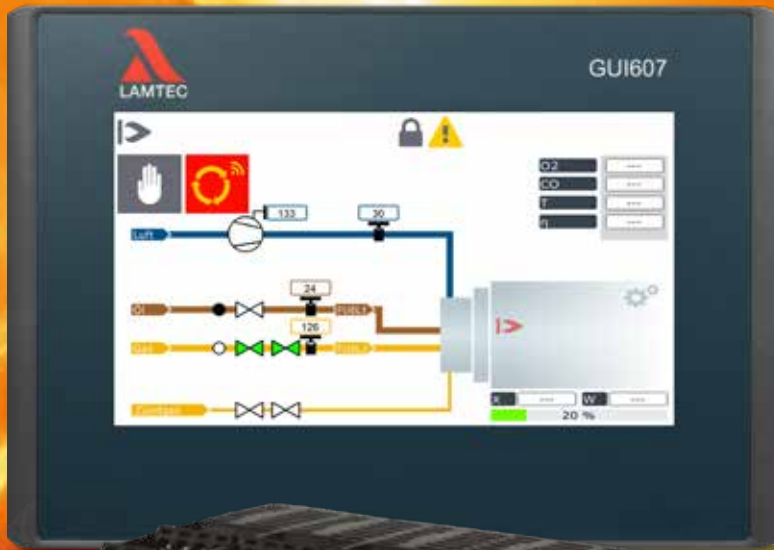 LAMTEC
GUI607
O2 ---
CO ---
T ---
η ---
133
30
Luft
24
Öl
126
Gas
X --- W ---
20 %